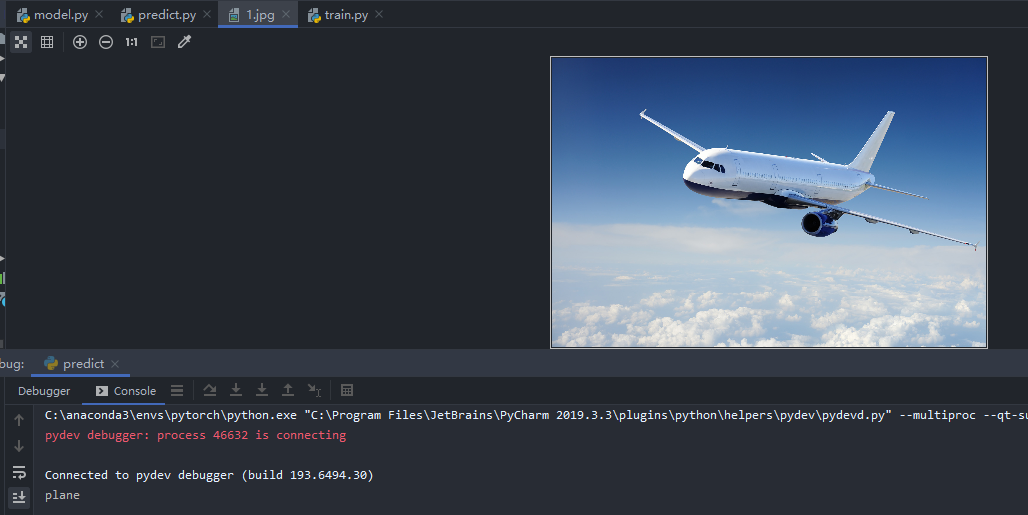 model.py predict.py 1.jpg train.py
1:1
bug: predict
Debugger Console
C:\anaconda3\envs\pytorch\python.exe "C:\Program Files\JetBrains\PyCharm 2019.3.3\plugins\python\helpers\pydev\pydevd.py" --multiproc --qt-su
pydev debugger: process 46632 is connecting
Connected to pydev debugger (build 193.6494.30)
plane